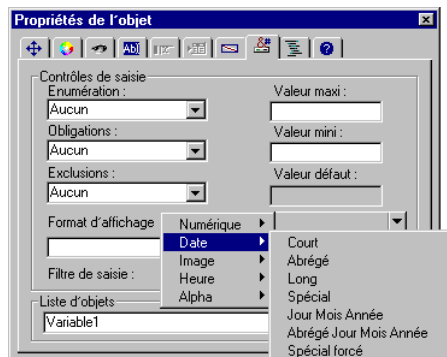 Propriétés de l'objet
Contrôles de saisie
Enumération :
Valeur maxi :
Aucun
Obligations :
Valeur mini :
Aucun
Exclusions :
Valeur défaut :
Aucun
Format d'affichage
Numérique
Date
Court
Image
Abrégé
Filtre de saisie :
Heure
Long
Alpha
Spécial
Liste d'objets
Jour Mois Année
Variable1
Abrégé Jour Mois Année
Spécial forcé